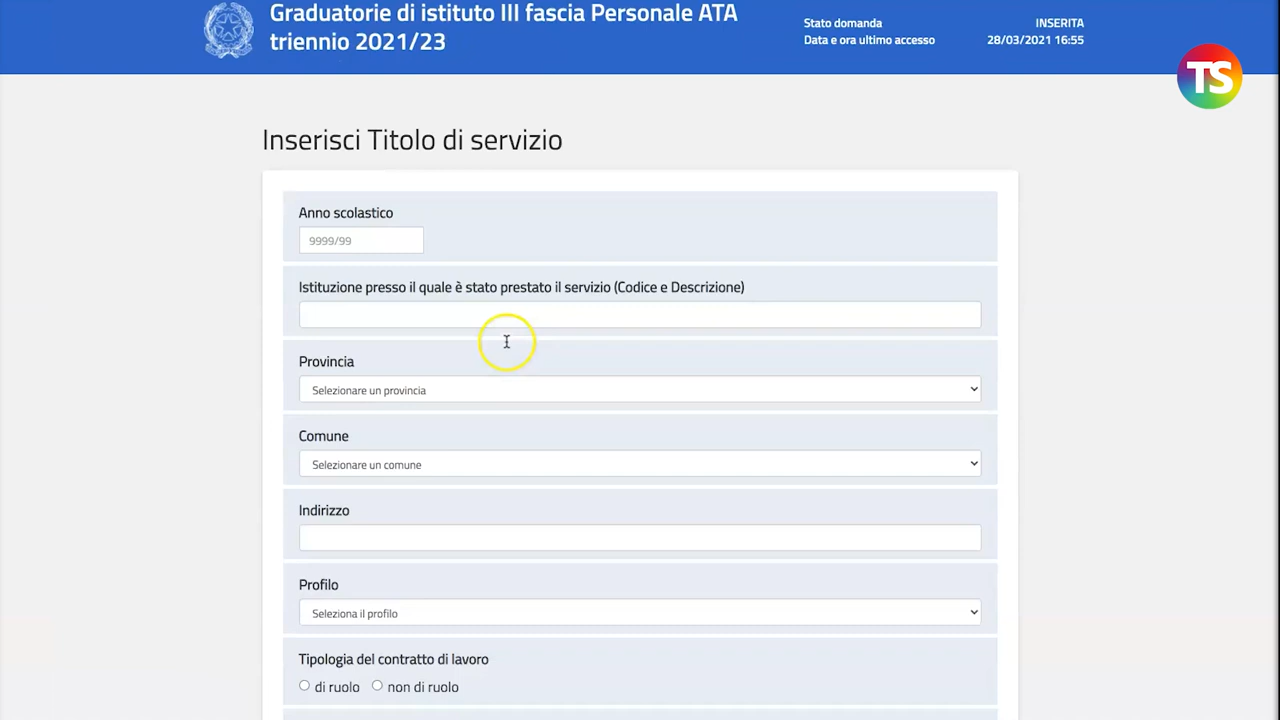 Graduatorie di istituto III fascia Personale ATA
triennio 2021/23
Stato domanda INSERITA
Data e ora ultimo accesso 28/03/2021 16:55
TS
Inserisci Titolo di servizio
Anno scolastico
9999/99
Istituzione presso il quale è stato prestato il servizio (Codice e Descrizione)
Provincia
Selezionare un provincia
Comune
Selezionare un comune
Indirizzo
Profilo
Seleziona il profilo
Tipologia del contratto di lavoro
di ruolo non di ruolo